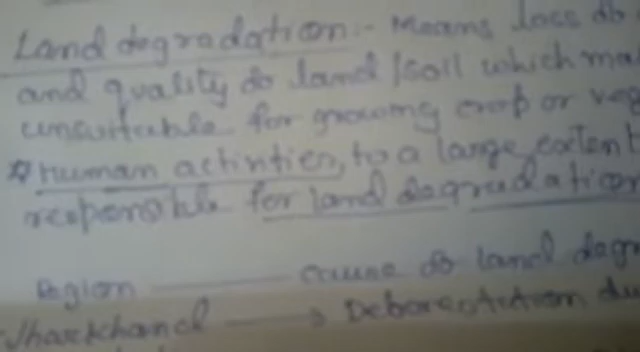 Land degradation :- Means loss of
and quality of land/soil which ma
unsuitable for growing crop or veg
* Human activities, to a large extent
responsible for land degradation
Region ——— cause of land degr
Jharkhand ——→ Deforestation du